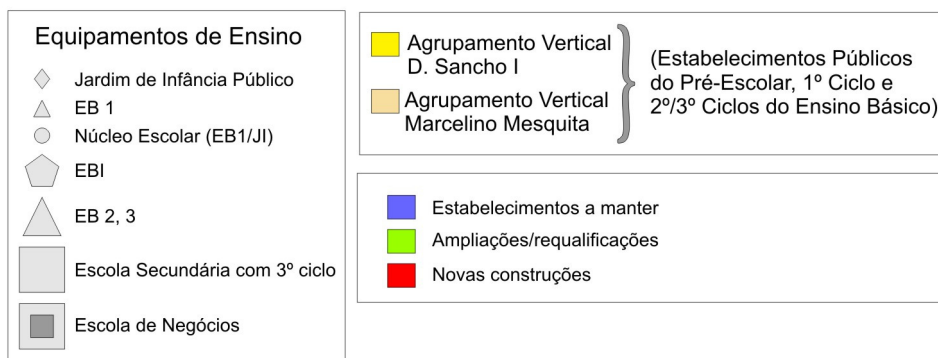 Equipamentos de Ensino
Jardim de Infância Público
EB 1
Núcleo Escolar (EB1/JI)
EBI
EB 2, 3
Escola Secundária com 3º ciclo
Escola de Negócios
Agrupamento Vertical
D. Sancho I
Agrupamento Vertical
Marcelino Mesquita
(Estabelecimentos Públicos
do Pré-Escolar, 1º Ciclo e
2º/3º Ciclos do Ensino Básico)
Estabelecimentos a manter
Ampliações/requalificações
Novas construções